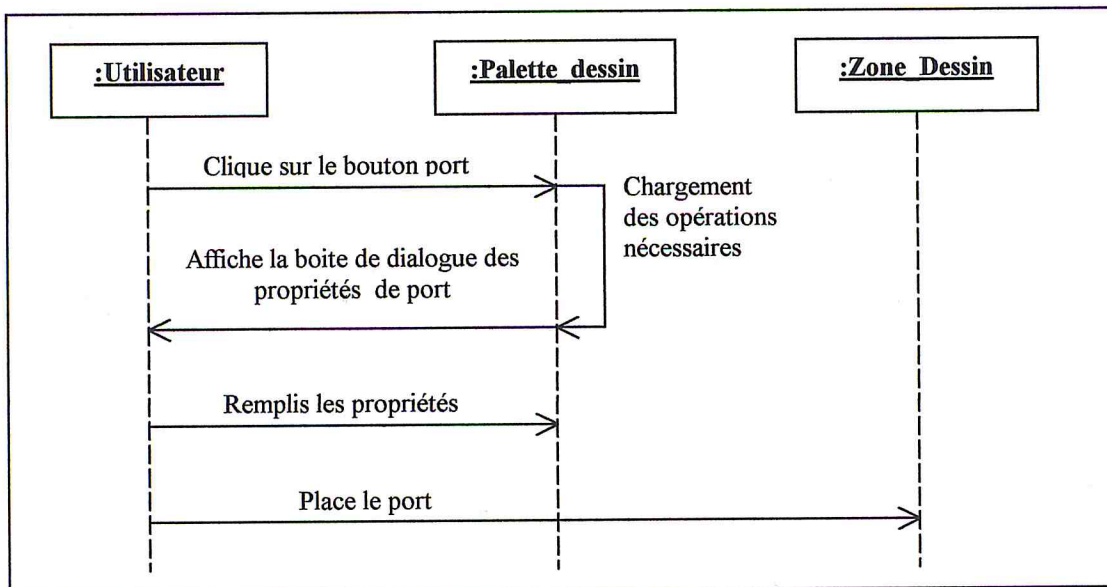 :Utilisateur
:Palette_dessin
:Zone_Dessin
Clique sur le bouton port
Chargement
des opérations
nécessaires
Affiche la boite de dialogue des
propriétés de port
Remplis les propriétés
Place le port